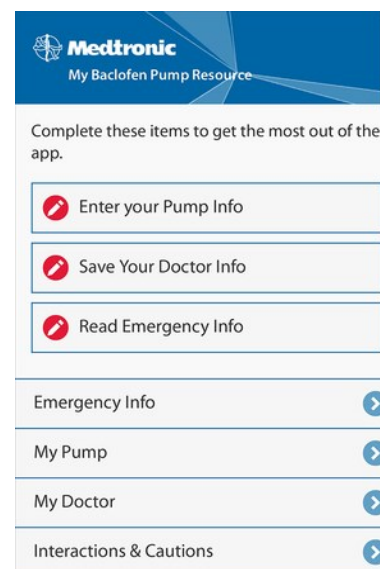 Medtronic
My Baclofen Pump Resource
Complete these items to get the most out of the
app.
Enter your Pump Info
Save Your Doctor Info
Read Emergency Info
Emergency Info
My Pump
My Doctor
Interactions & Cautions